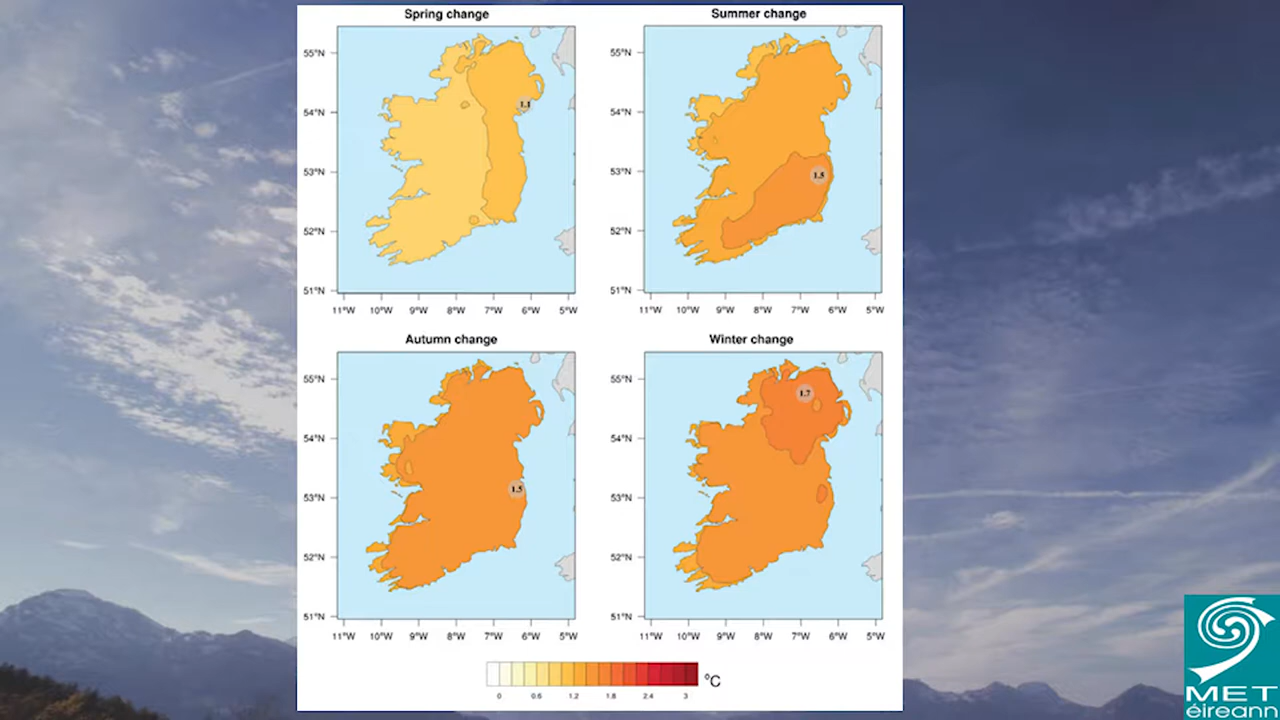 Spring change
Summer change
55°N
54°N
53°N
52°N
51°N
1.1
11°W 10°W 9°W 8°W 7°W 6°W 5°W
55°N
54°N
53°N
52°N
51°N
1.5
11°W 10°W 9°W 8°W 7°W 6°W 5°W
Autumn change
Winter change
55°N
54°N
53°N
52°N
51°N
1.5
11°W 10°W 9°W 8°W 7°W 6°W 5°W
55°N
54°N
53°N
52°N
51°N
1.7
11°W 10°W 9°W 8°W 7°W 6°W 5°W
0 0.6 1.2 1.8 2.4 3
°C
MET
éireann